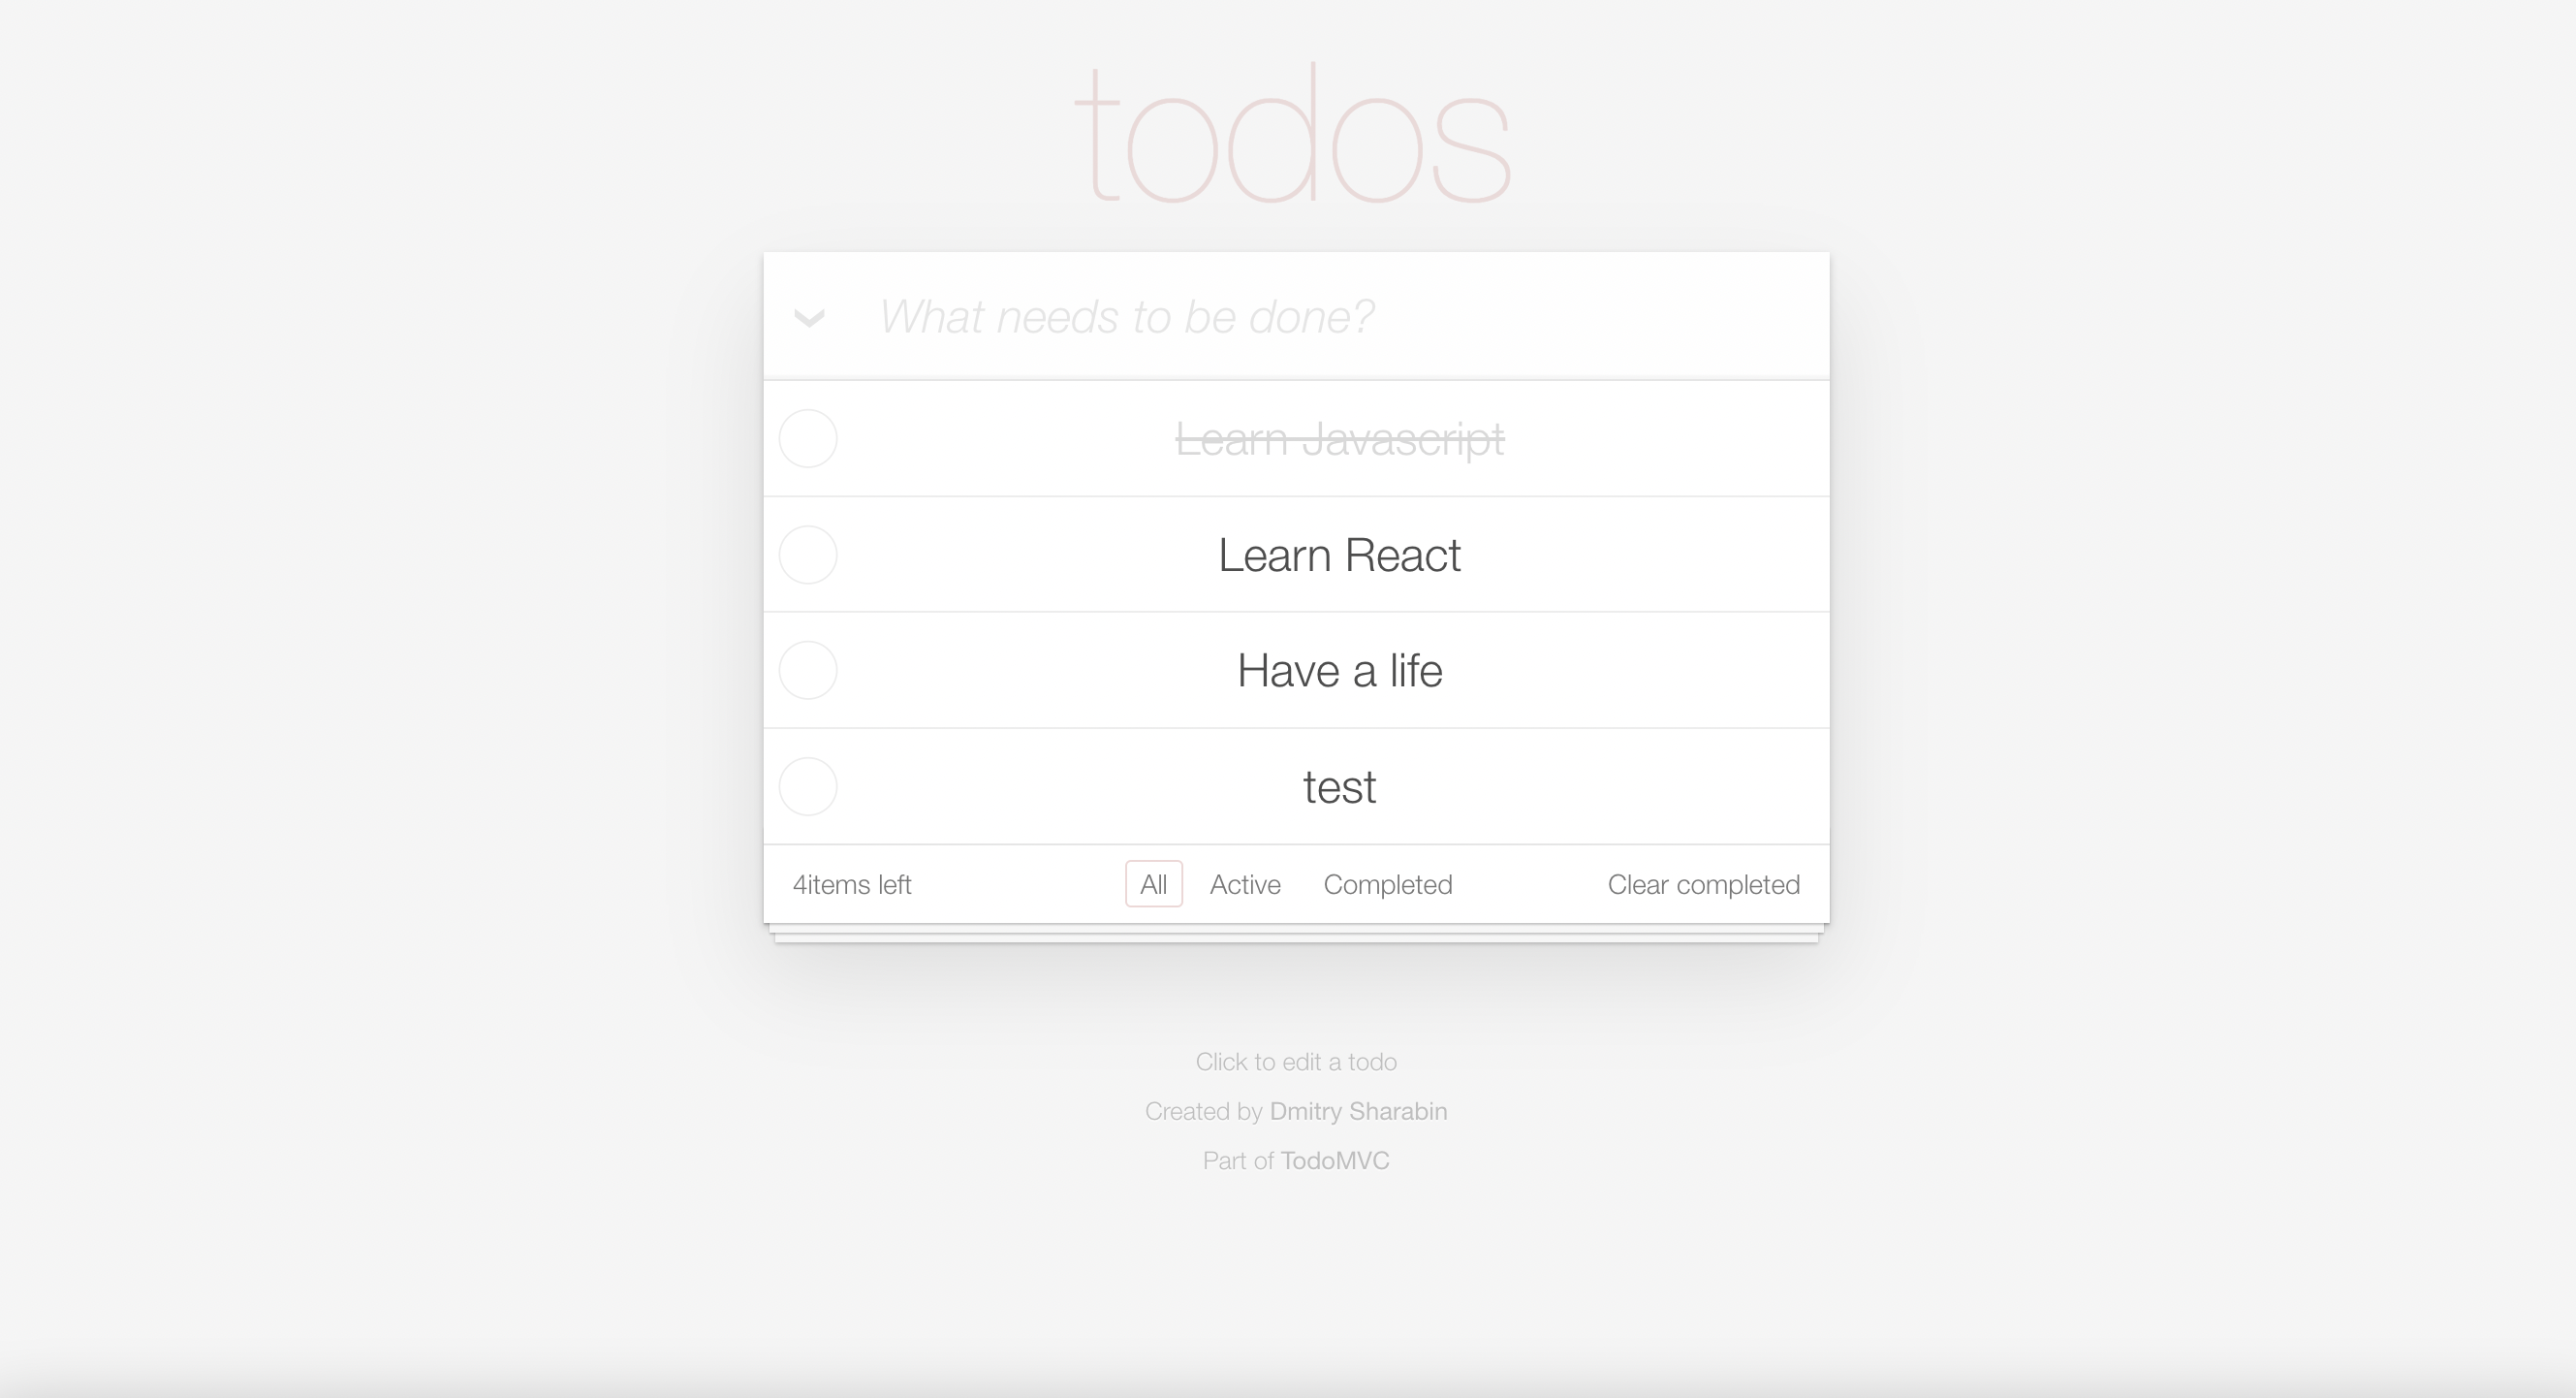 todos
What needs to be done?
Learn Javascript
Learn React
Have a life
test
4items left All Active Completed Clear completed
Click to edit a todo
Created by Dmitry Sharabin
Part of TodoMVC